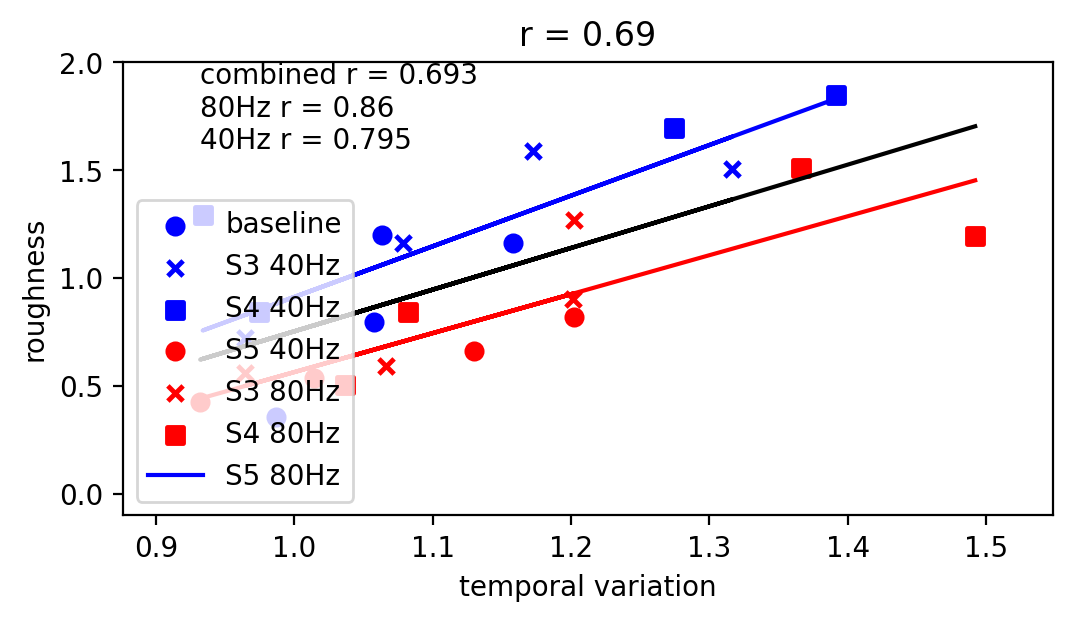 r = 0.69
combined r = 0.693
80Hz r = 0.86
40Hz r = 0.795
roughness
2.0
1.5
1.0
0.5
0.0
baseline
S3 40Hz
S4 40Hz
S5 40Hz
S3 80Hz
S4 80Hz
S5 80Hz
0.9 1.0 1.1 1.2 1.3 1.4 1.5
temporal variation